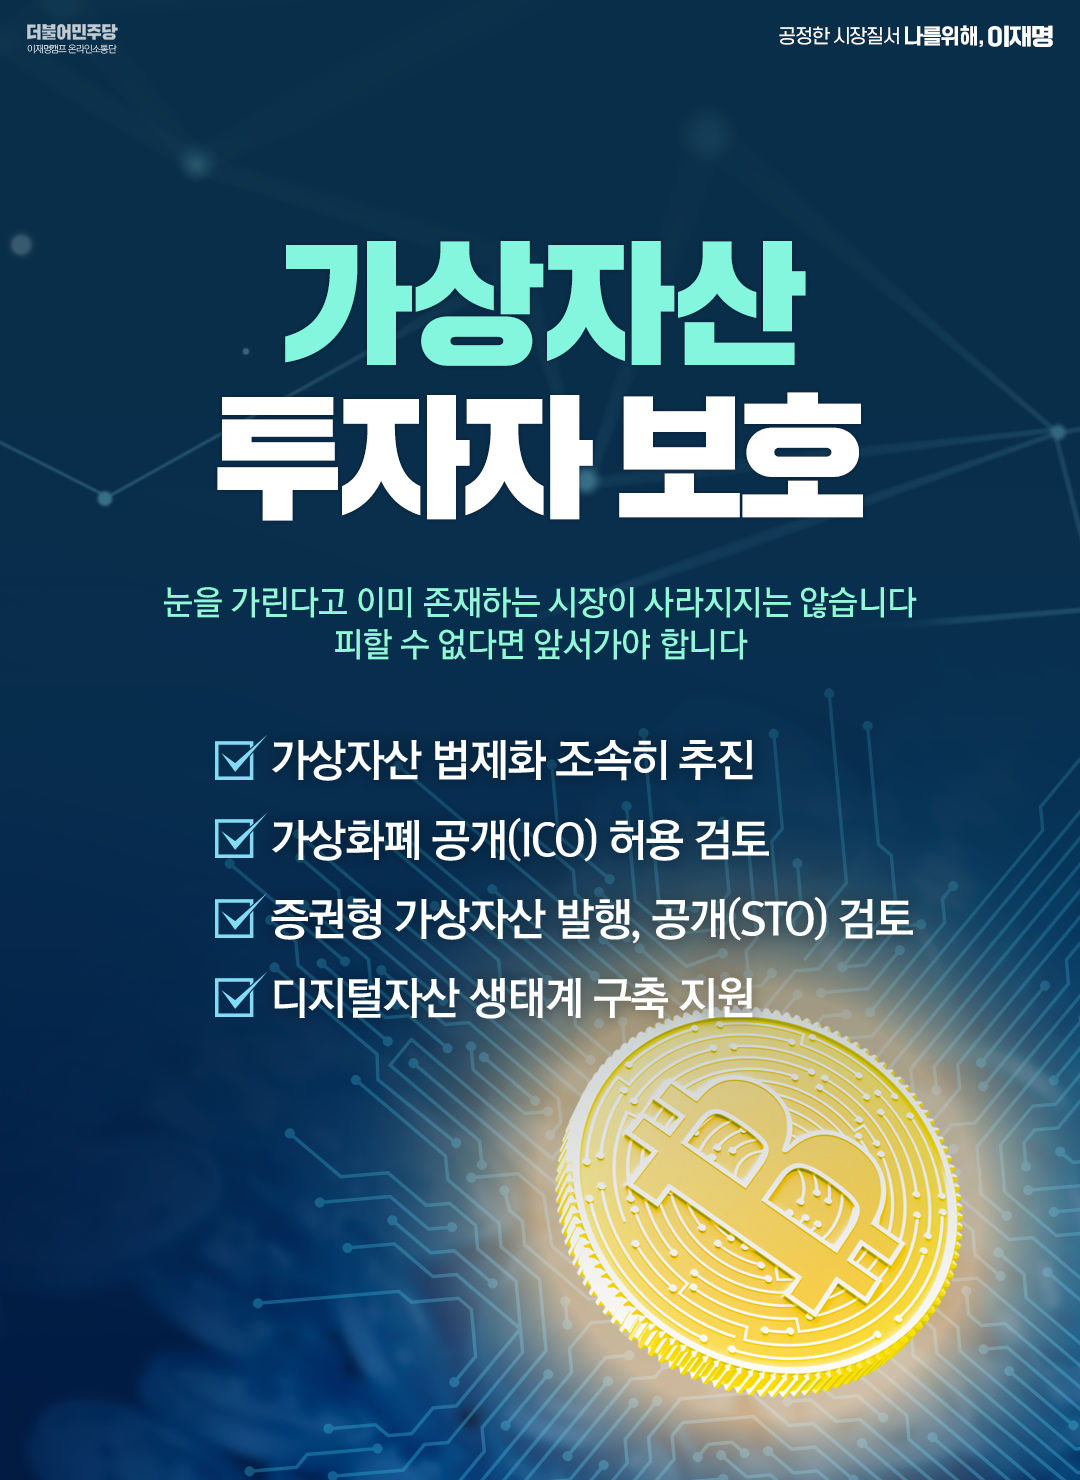 더불어민주당
이재명캠프 온라인소통단
공정한 시장질서 나를위해, 이재명
가상자산
투자자 보호
눈을 가린다고 이미 존재하는 시장이 사라지지는 않습니다
피할 수 없다면 앞서가야 합니다
가상자산 법제화 조속히 추진
가상화폐 공개(ICO) 허용 검토
증권형 가상자산 발행, 공개(STO) 검토
디지털자산 생태계 구축 지원